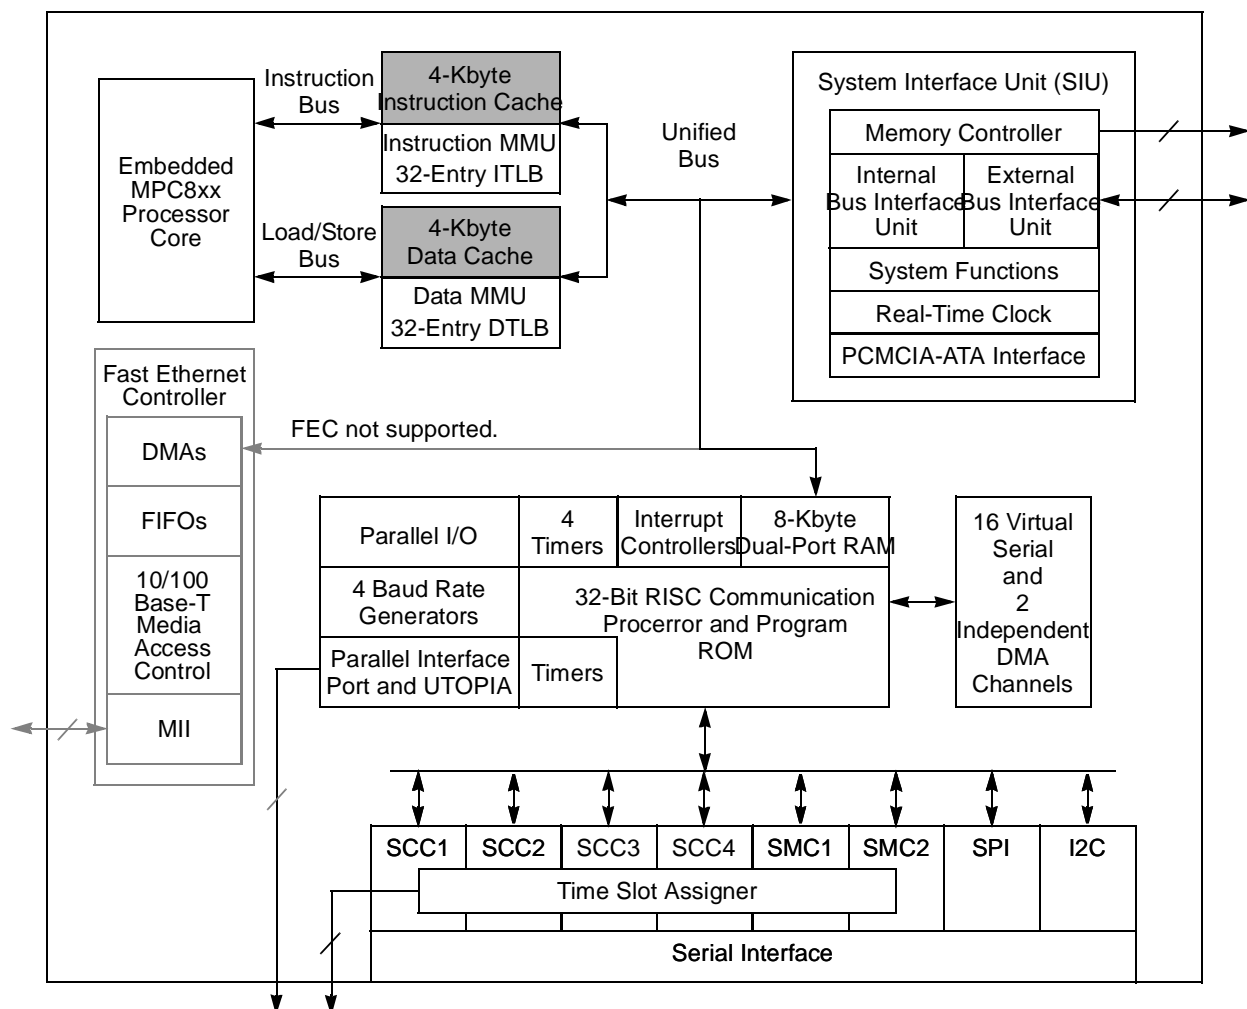 Instruction
Bus
4-Kbyte
Instruction Cache
Instruction MMU
32-Entry ITLB
Embedded
MPC8xx
Processor
Core
Load/Store
Bus
4-Kbyte
Data Cache
Data MMU
32-Entry DTLB
Unified
Bus
System Interface Unit (SIU)
Memory Controller
Internal
Bus Interface
Unit
External
Bus Interface
Unit
System Functions
Real-Time Clock
PCMCIA-ATA Interface
Fast Ethernet
Controller
DMAs
FIFOs
10/100
Base-T
Media
Access
Control
MII
FEC not supported.
Parallel I/O
4
Timers
Interrupt
Controllers
8-Kbyte
Dual-Port RAM
4 Baud Rate
Generators
32-Bit RISC Communication
Procerror and Program
ROM
Parallel Interface
Port and UTOPIA
Timers
16 Virtual
Serial
and
2
Independent
DMA
Channels
SCC1
SCC2
SCC3
SCC4
SMC1
SMC2
SPI
I2C
Time Slot Assigner
Serial Interface